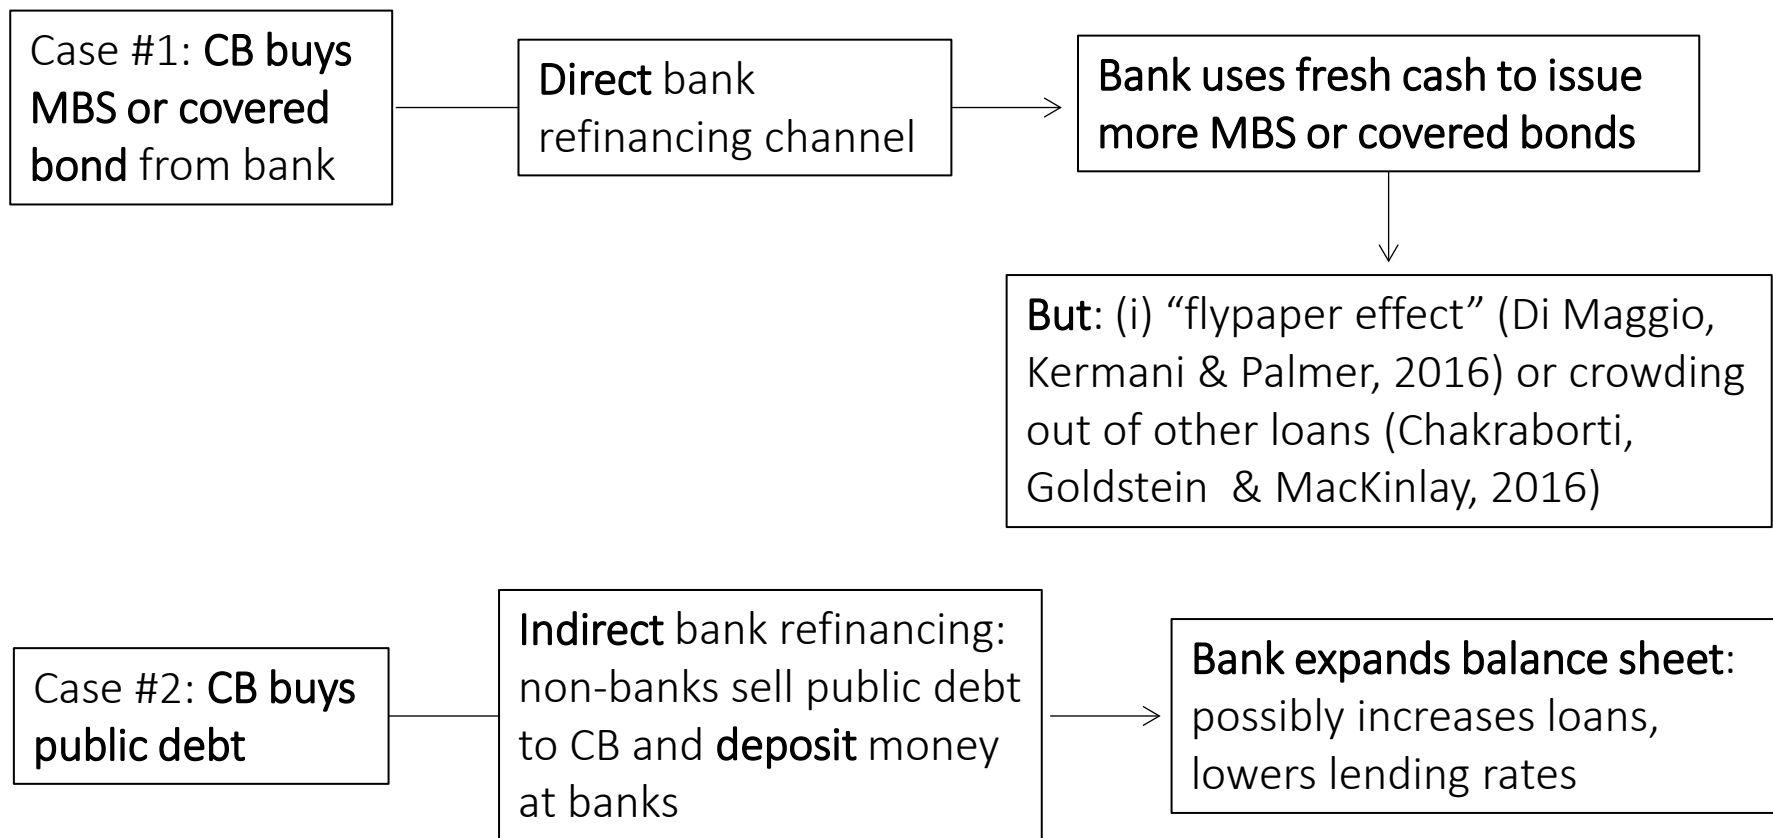 Case #1: CB buys
MBS or covered
bond from bank
Direct bank
refinancing channel
Bank uses fresh cash to issue
more MBS or covered bonds
But: (i) “flypaper effect” (Di Maggio,
Kermani & Palmer, 2016) or crowding
out of other loans (Chakraborti,
Goldstein & MacKinlay, 2016)
Case #2: CB buys
public debt
Indirect bank refinancing:
non-banks sell public debt
to CB and deposit money
at banks
Bank expands balance sheet:
possibly increases loans,
lowers lending rates